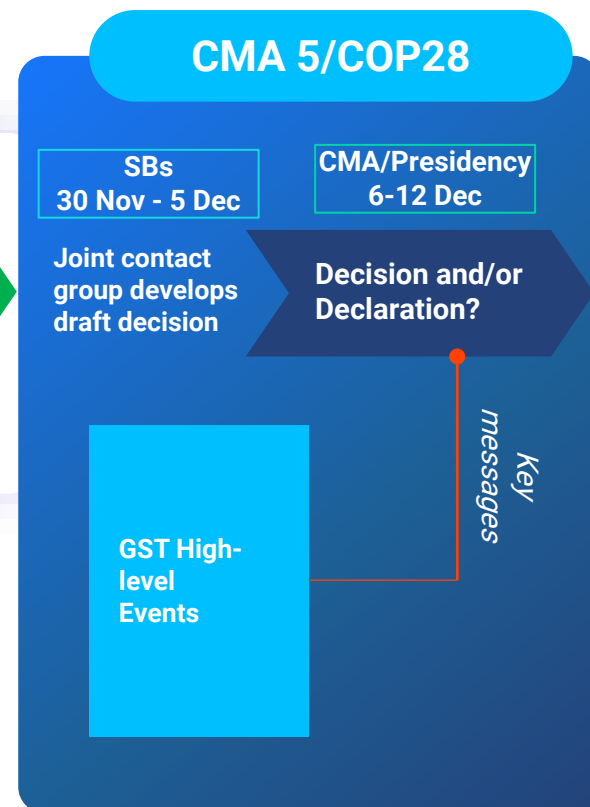 CMA 5/COP28
SBs
30 Nov - 5 Dec
CMA/Presidency
6-12 Dec
Joint contact
group develops
draft decision
Decision and/or
Declaration?
Key
messages
GST High-
level
Events